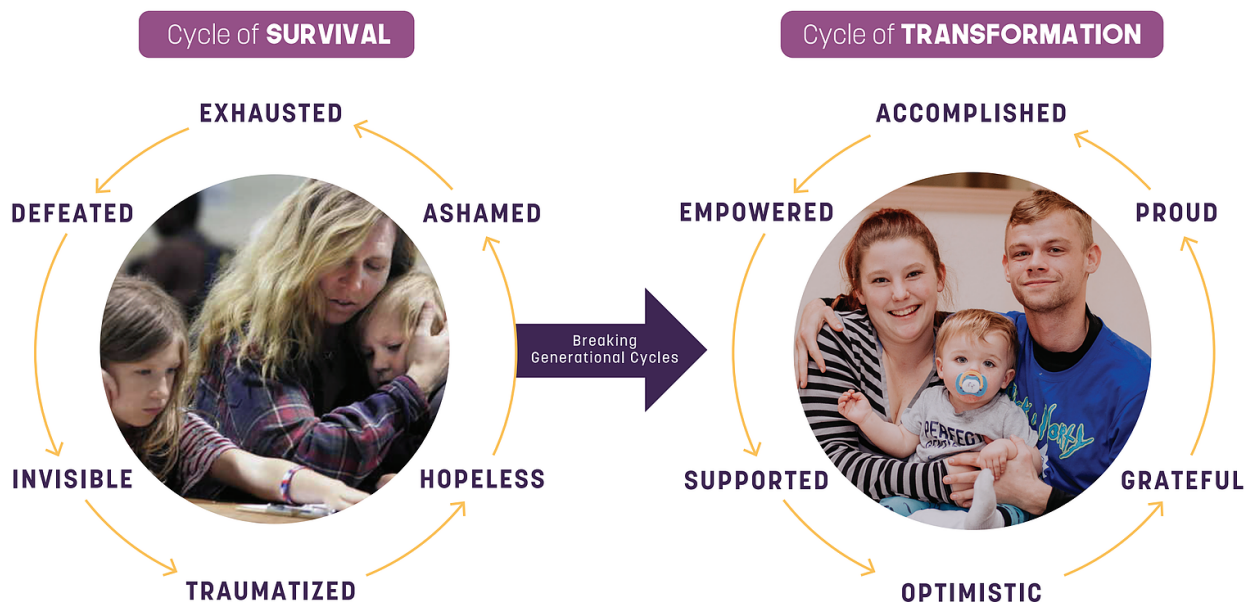 Cycle of SURVIVAL
EXHAUSTED
DEFEATED
ASHAMED
INVISIBLE
HOPELESS
TRAUMATIZED
Breaking
Generational Cycles
Cycle of TRANSFORMATION
ACCOMPLISHED
EMPOWERED
PROUD
SUPPORTED
GRATEFUL
OPTIMISTIC
PERFECT